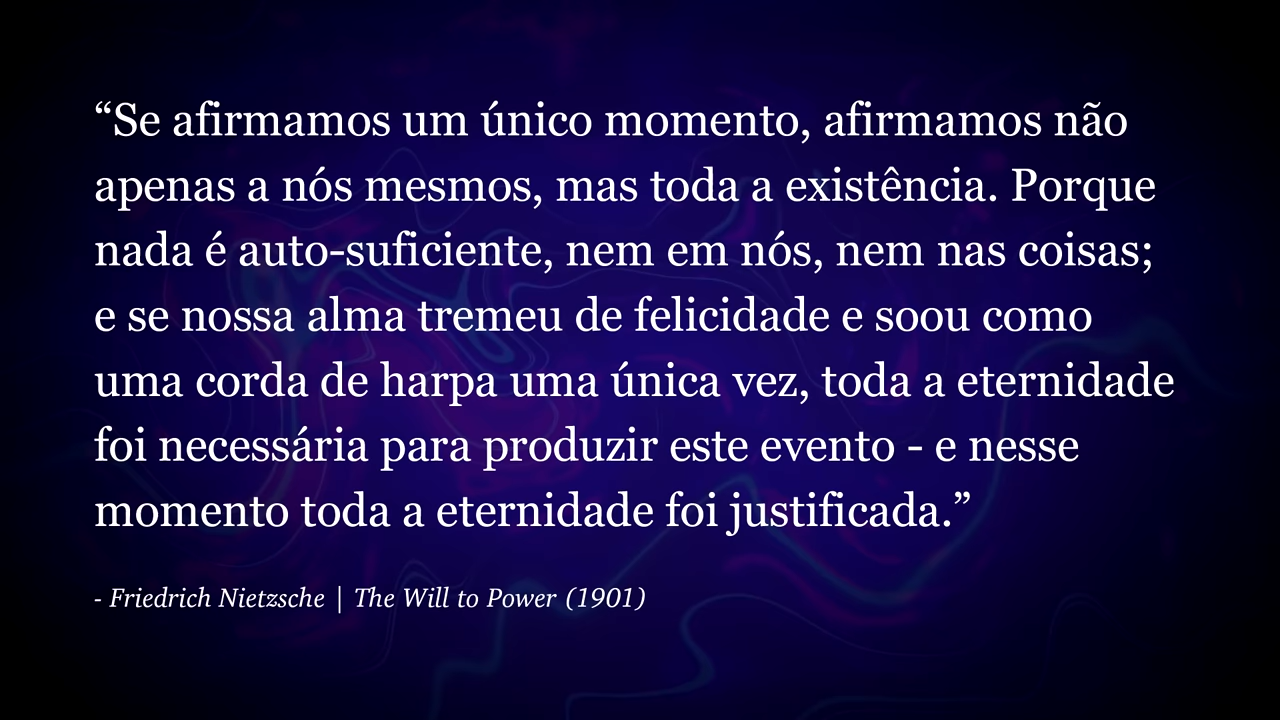 “Se afirmamos um único momento, afirmamos não
apenas a nós mesmos, mas toda a existência. Porque
nada é auto-suficiente, nem em nós, nem nas coisas;
e se nossa alma tremeu de felicidade e soou como
uma corda de harpa uma única vez, toda a eternidade
foi necessária para produzir este evento - e nesse
momento toda a eternidade foi justificada.”
- Friedrich Nietzsche | The Will to Power (1901)